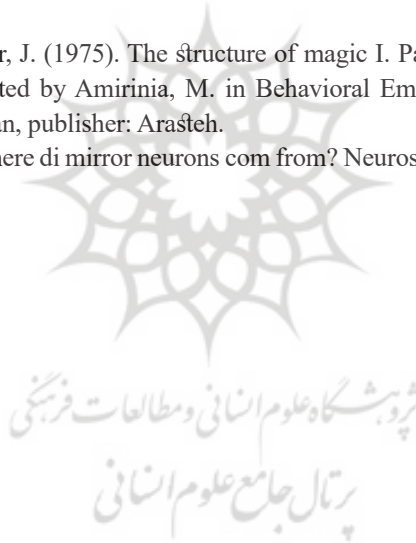 r, J. (1975). The structure of magic I. Pa
ted by Amirinia, M. in Behavioral Em
an, publisher: Arasteh.
here di mirror neurons com from? Neuros
پژوهشگاه علوم انسانی و مطالعات فرهنگی
پرتال جامع علوم انسانی